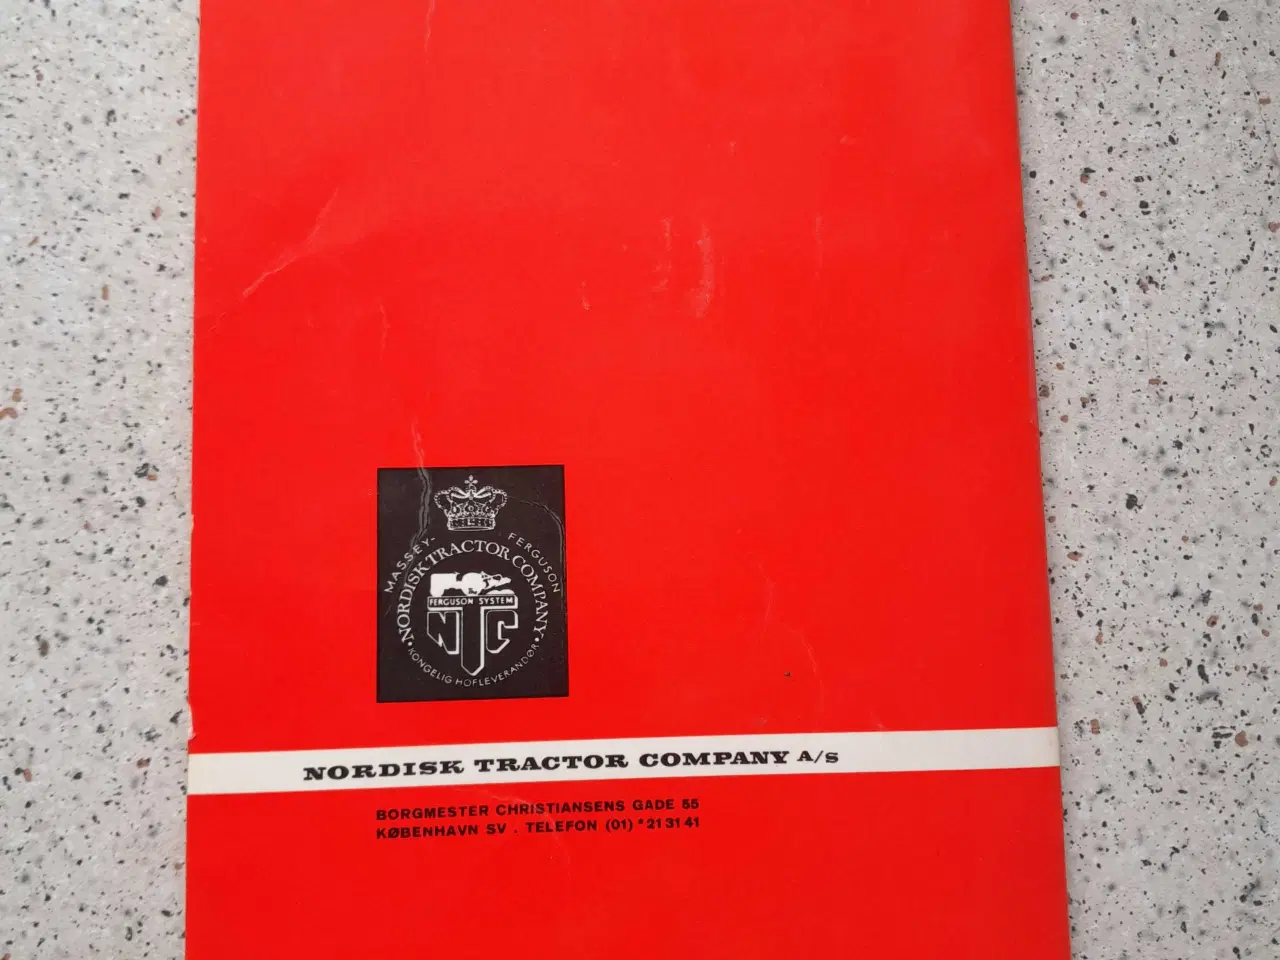 MASSEY-FERGUSON
NORDISK TRACTOR COMPANY
FERGUSON SYSTEM
NTC
KONGELIG HOFLEVERANDØR
NORDISK TRACTOR COMPANY A/S
BORGMESTER CHRISTIANSENS GADE 55
KØBENHAVN SV . TELEFON (01) *21 31 41